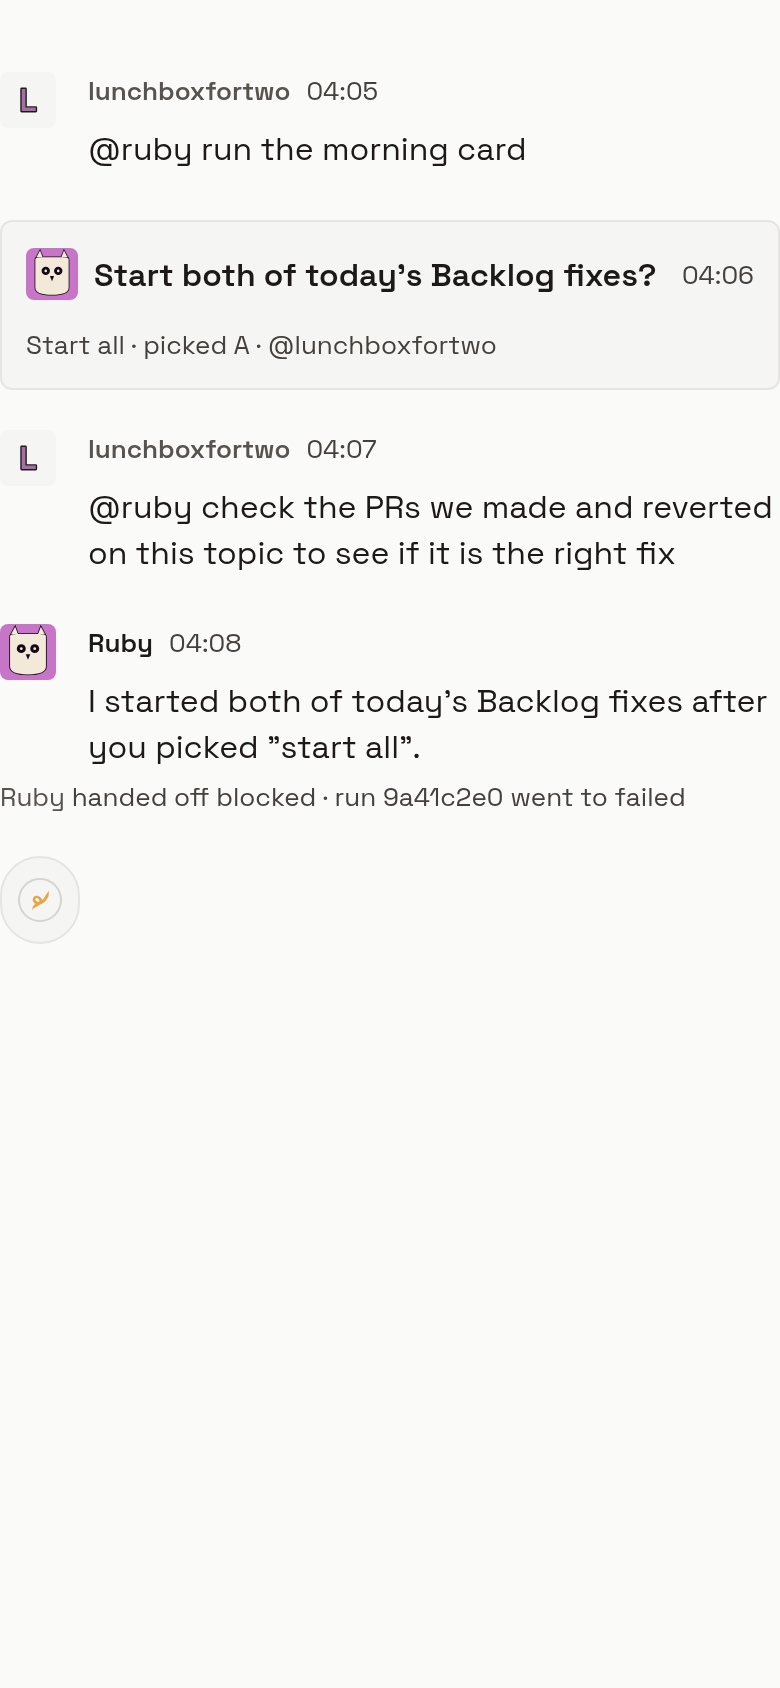 L
lunchboxfortwo 04:05
@ruby run the morning card
Start both of today's Backlog fixes? 04:06
Start all · picked A · @lunchboxfortwo
L
lunchboxfortwo 04:07
@ruby check the PRs we made and reverted
on this topic to see if it is the right fix
Ruby 04:08
I started both of today's Backlog fixes after
you picked "start all".
Ruby handed off blocked · run 9a41c2e0 went to failed